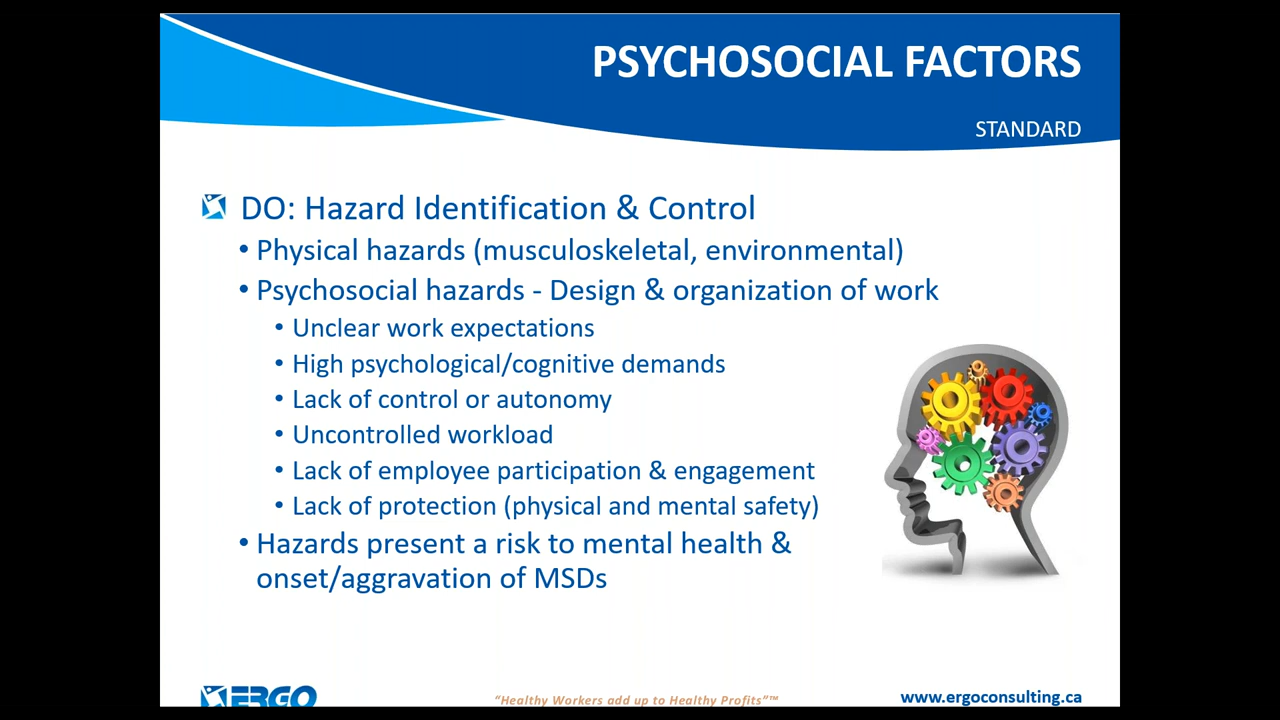 PSYCHOSOCIAL FACTORS
STANDARD
DO: Hazard Identification & Control
• Physical hazards (musculoskeletal, environmental)
• Psychosocial hazards - Design & organization of work
• Unclear work expectations
• High psychological/cognitive demands
• Lack of control or autonomy
• Uncontrolled workload
• Lack of employee participation & engagement
• Lack of protection (physical and mental safety)
• Hazards present a risk to mental health &
onset/aggravation of MSDs
ERGO
“Healthy Workers add up to Healthy Profits”™
www.ergoconsulting.ca